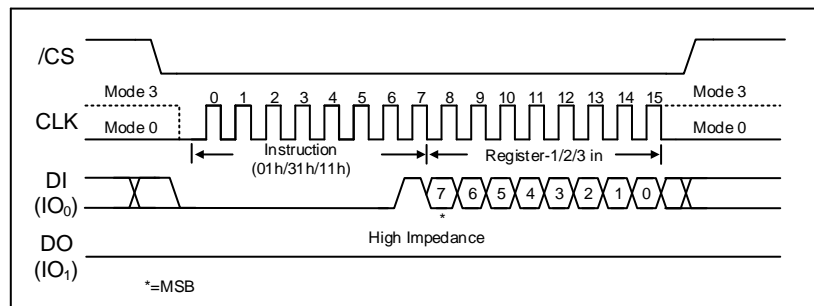 /CS
Mode 3 0 1 2 3 4 5 6 7 8 9 10 11 12 13 14 15 Mode 3
CLK Mode 0 Mode 0
Instruction Register-1/2/3 in
(01h/31h/11h)
DI
(IO0) 7 6 5 4 3 2 1 0
*
High Impedance
DO
(IO1)
*=MSB